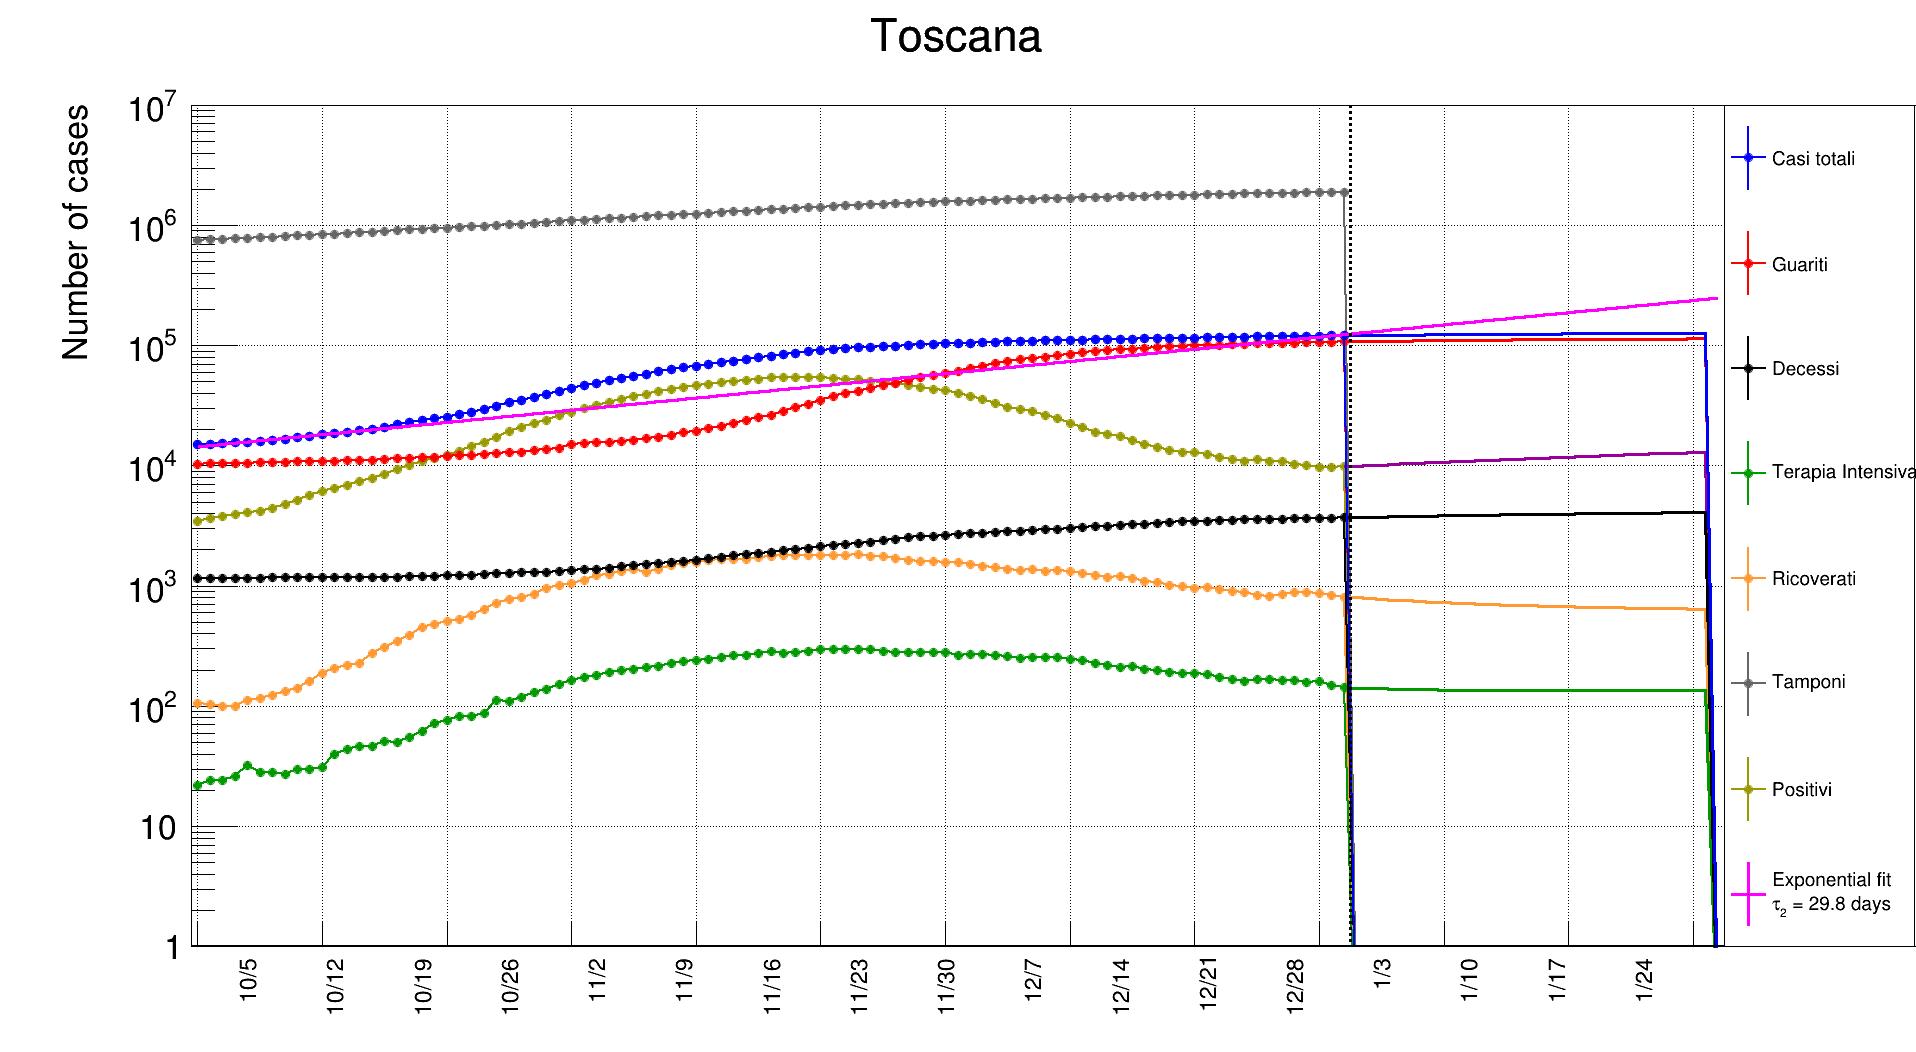 Toscana
Number of cases
10^7
10^6
10^5
10^4
10^3
10^2
10
1
10/5
10/12
10/19
10/26
11/2
11/9
11/16
11/23
11/30
12/7
12/14
12/21
12/28
1/3
1/10
1/17
1/24
Casi totali
Guariti
Decessi
Terapia Intensiva
Ricoverati
Tamponi
Positivi
Exponential fit
τ₂ = 29.8 days